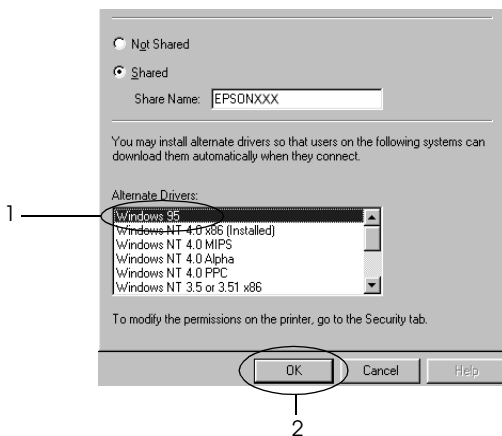 Not Shared
Shared
Share Name: EPSONXXX
You may install alternate drivers so that users on the following systems can
download them automatically when they connect.
Alternate Drivers:
1
Windows 95
Windows NT 4.0 x86 (Installed)
Windows NT 4.0 MIPS
Windows NT 4.0 Alpha
Windows NT 4.0 PPC
Windows NT 3.5 or 3.51 x86
To modify the permissions on the printer, go to the Security tab.
OK Cancel Help
2